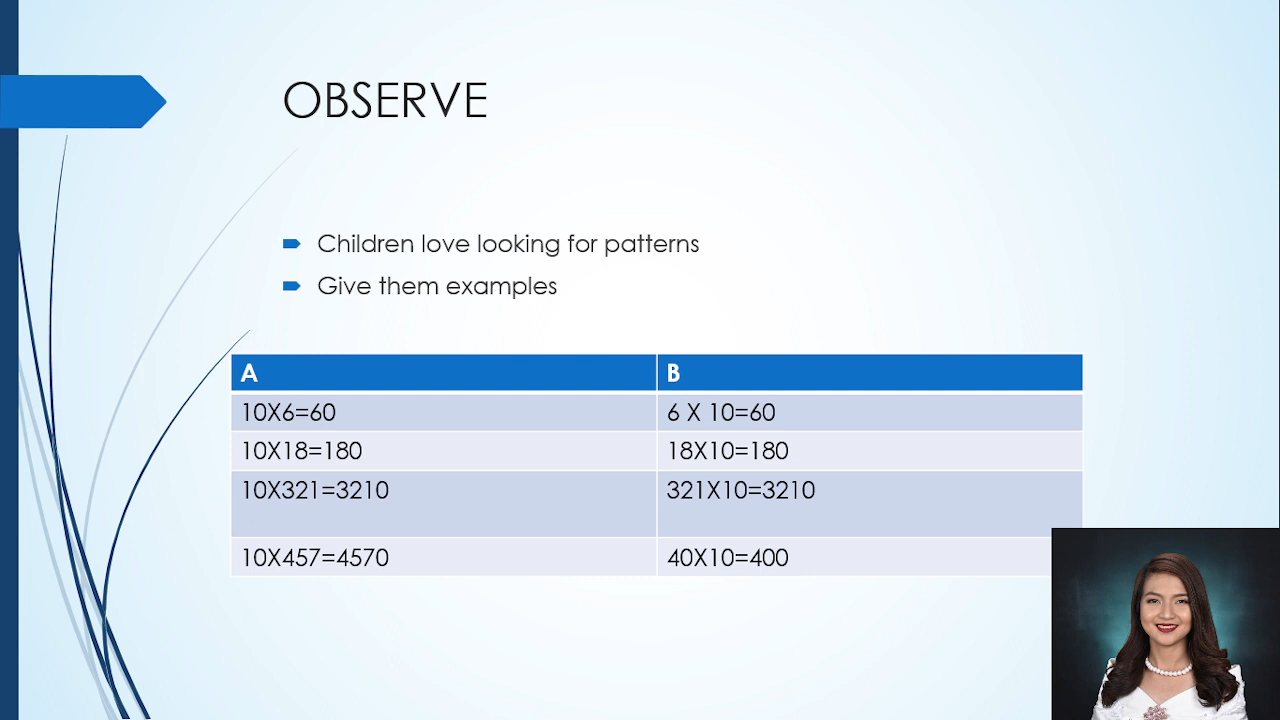 OBSERVE
Children love looking for patterns
Give them examples
A B
10X6=60 6 X 10=60
10X18=180 18X10=180
10X321=3210 321X10=3210
10X457=4570 40X10=400